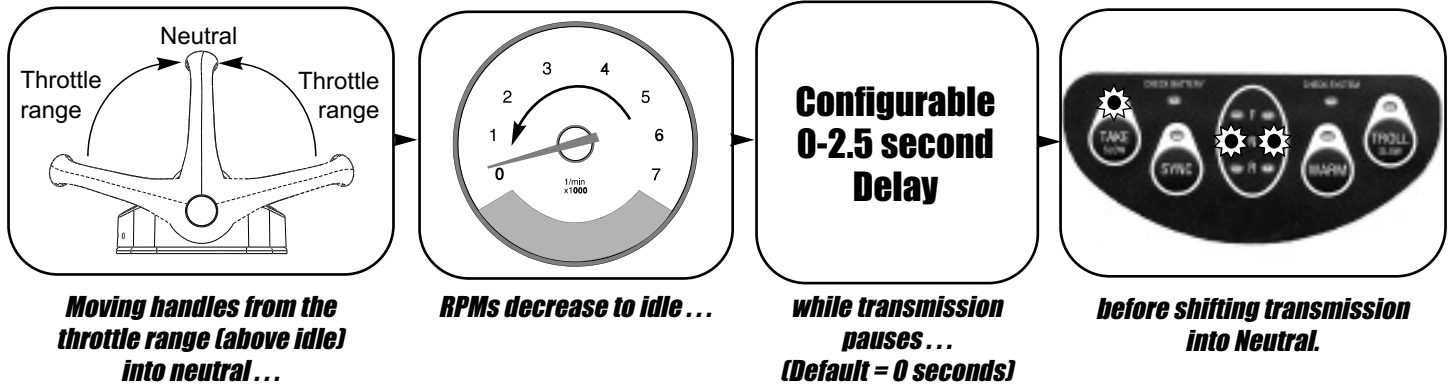 Neutral
Throttle
range
Throttle
range
0
1
2
3
4
5
6
7
1/min
x1000
Configurable
0-2.5 second
Delay
CHECK BATTERY
CHECK SYSTEM
TAKE
SYNC
F
N
R
WARM
TROLL
Moving handles from the
throttle range (above idle)
into neutral . . .
RPMs decrease to idle . . .
while transmission
pauses . . .
(Default = 0 seconds)
before shifting transmission
into Neutral.